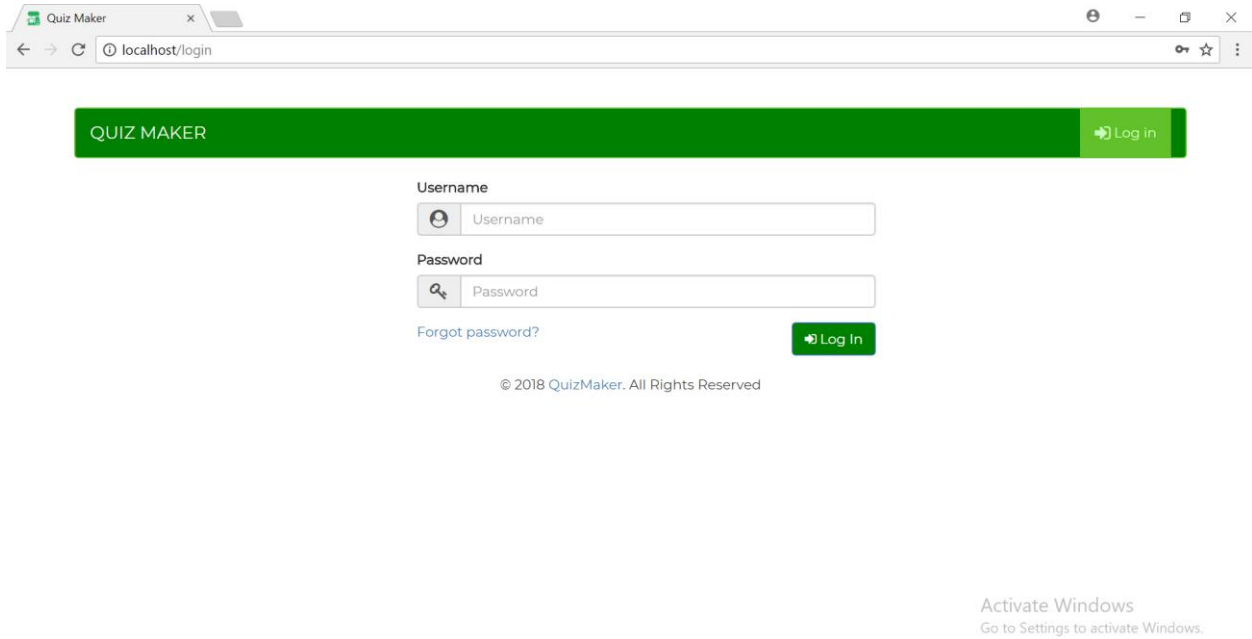 Quiz Maker
localhost/login
QUIZ MAKER
Log in
Username
Username
Password
Password
Forgot password?
Log In
© 2018 QuizMaker. All Rights Reserved
Activate Windows
Go to Settings to activate Windows.